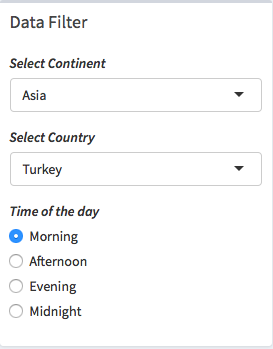 Data Filter
Select Continent
Asia
Select Country
Turkey
Time of the day
Morning
Afternoon
Evening
Midnight